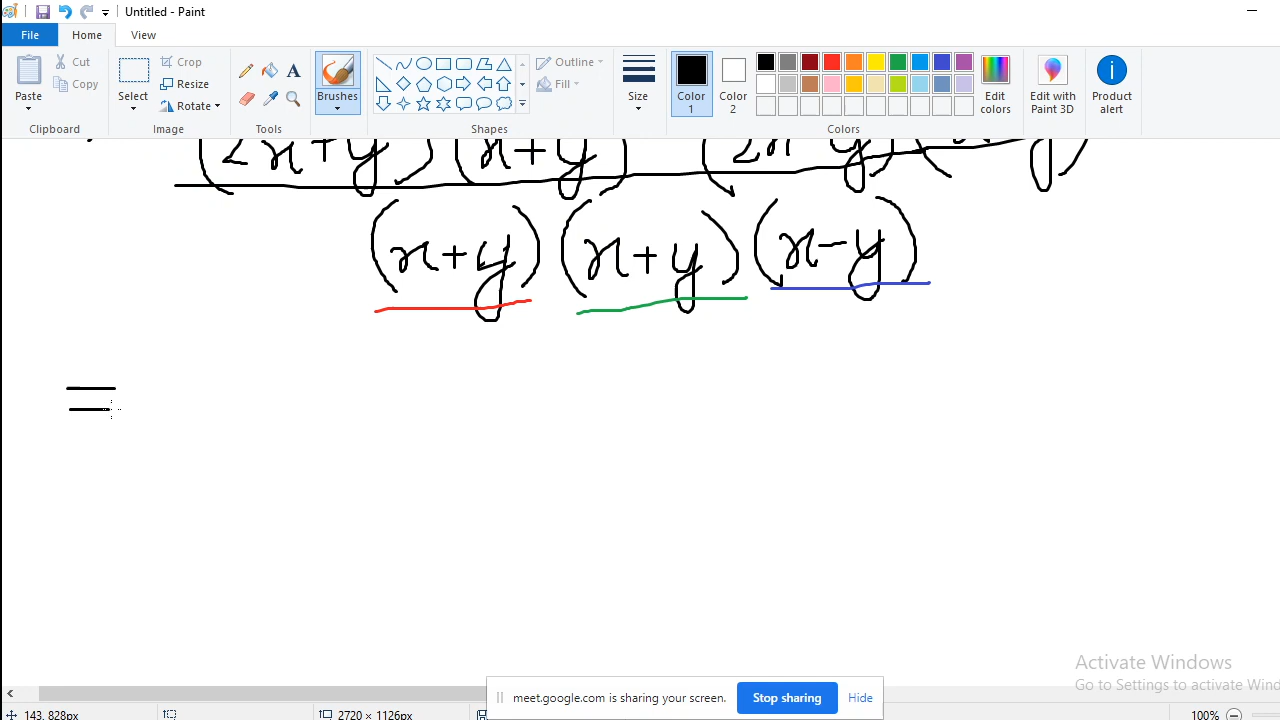 Untitled - Paint
File Home View
Paste
Cut
Copy
Clipboard
Select
Crop
Resize
Rotate
Image
A
Tools
Brushes
Outline
Fill
Shapes
Size
Color 1
Color 2
Edit colors
Colors
Edit with Paint 3D
Product alert
(2x+y)(x+y) (2x y)( y)
(x+y)(x+y)(x-y)
=
Activate Windows
Go to Settings to activate Wind
meet.google.com is sharing your screen. Stop sharing Hide
143, 828px 2720 × 1126px 100%